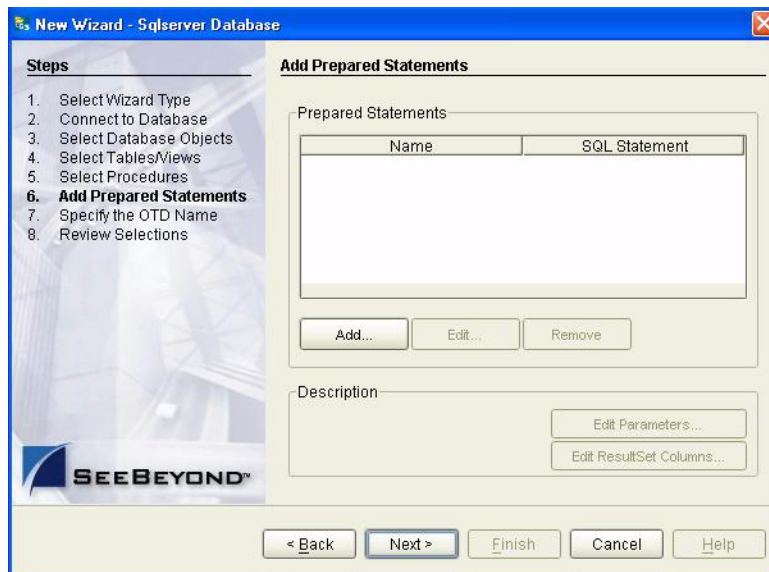 New Wizard - Sqlserver Database
Steps
1. Select Wizard Type
2. Connect to Database
3. Select Database Objects
4. Select Tables/Views
5. Select Procedures
6. Add Prepared Statements
7. Specify the OTD Name
8. Review Selections
SEEBEYOND™
Add Prepared Statements
Prepared Statements
Name SQL Statement
Add... Edit... Remove
Description
Edit Parameters...
Edit ResultSet Columns...
< Back Next > Finish Cancel Help